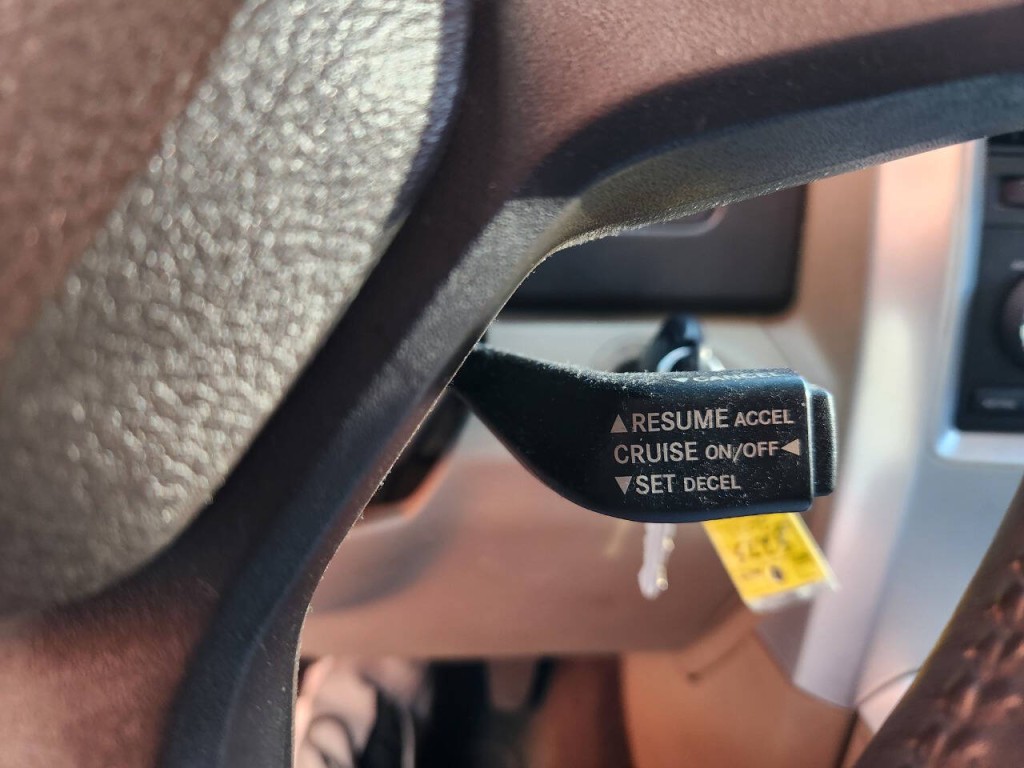 ▲RESUME ACCEL
CRUISE ON/OFF◀
▼SET DECEL